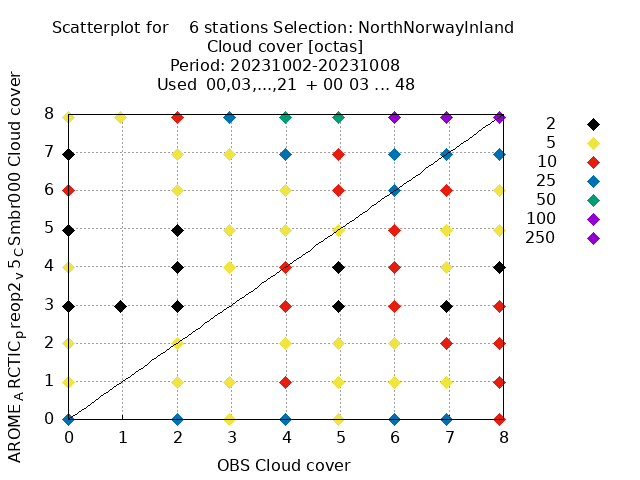 Scatterplot for 6 stations Selection: NorthNorwayInland
Cloud cover [octas]
Period: 20231002-20231008
Used 00,03,...,21 + 00 03 ... 48
AROME_ARCTIC_preop2_v5_CSmbr000 Cloud cover
8
7
6
5
4
3
2
1
0
0 1 2 3 4 5 6 7 8
OBS Cloud cover
2
5
10
25
50
100
250